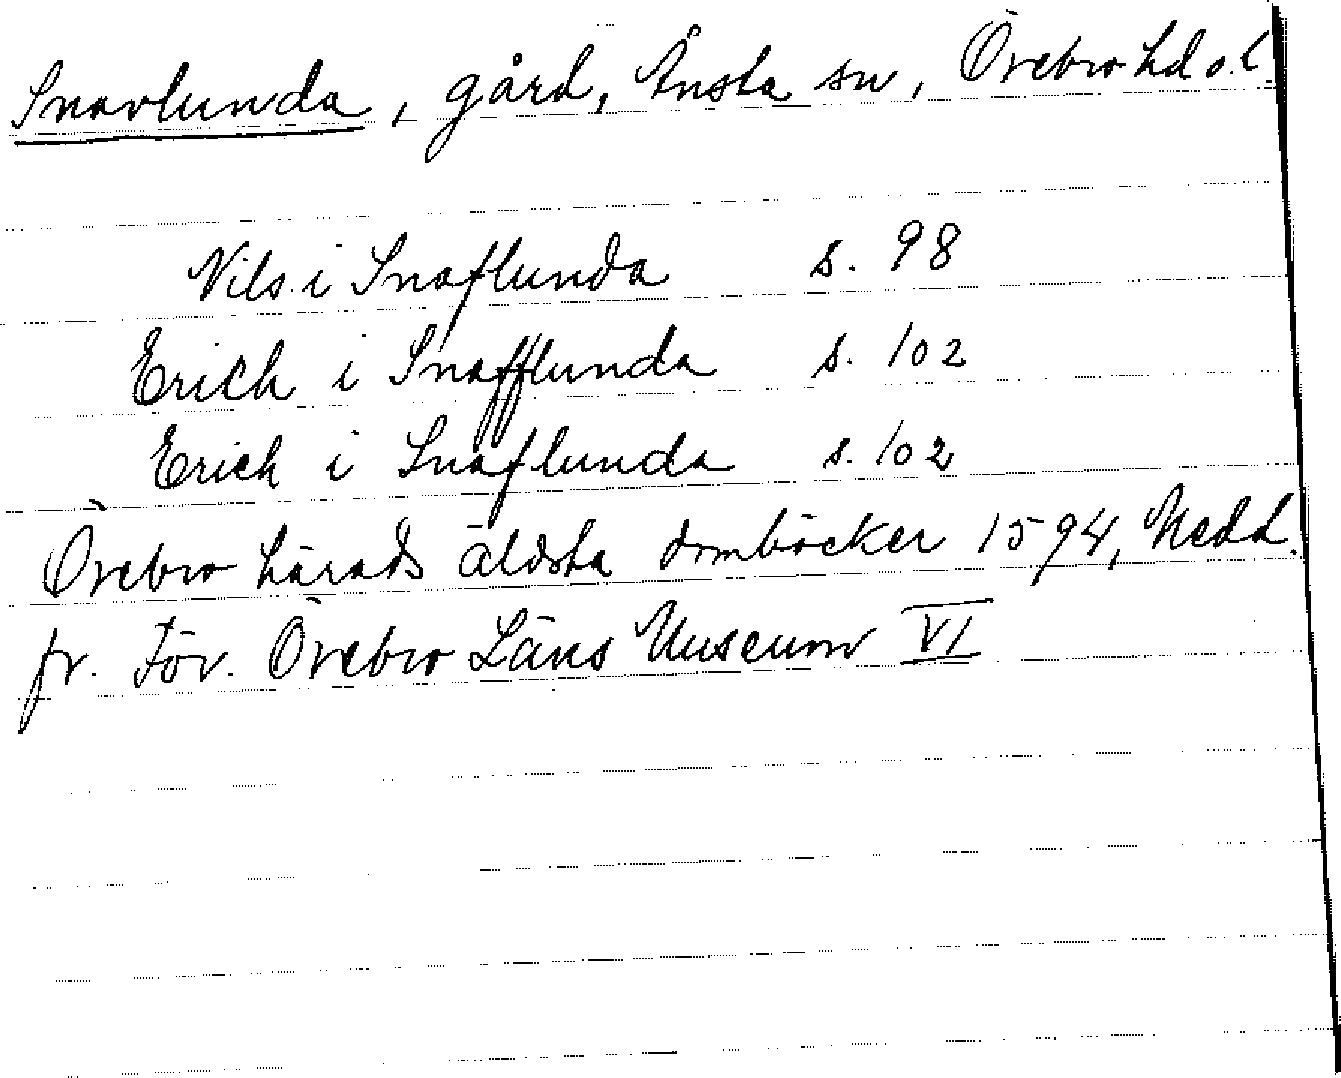 Snavlunda, gård, Ånsta sn, Örebro hd o. l.
Nils i Snaflunda s. 98
Erich i Snafflunda s. 102
Erich i Snaflunda s. 102
Örebro härads äldsta domböcker 1594, Medd.
fr. För. Örebro Läns Museum VI